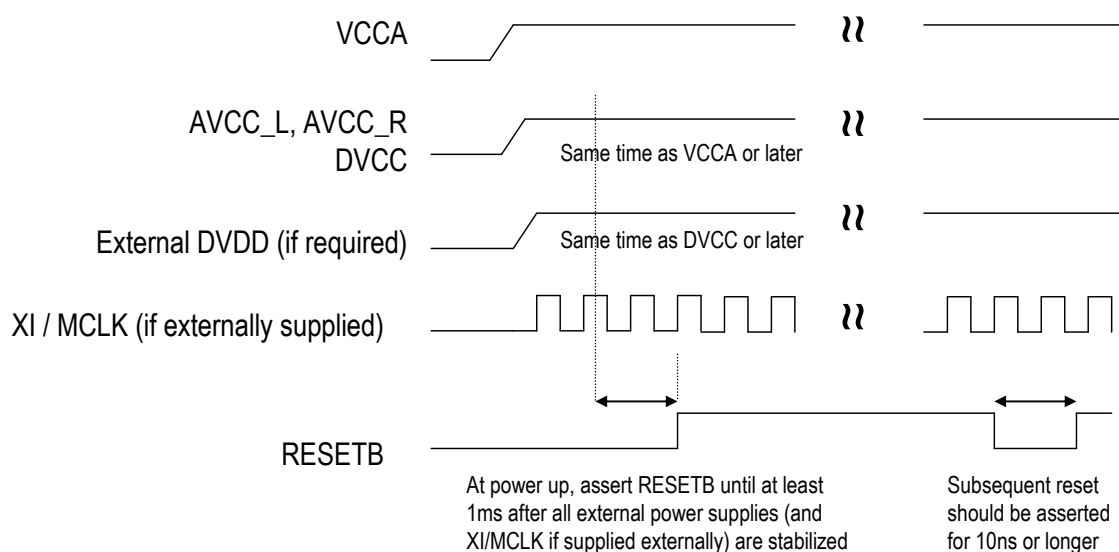 VCCA
AVCC_L, AVCC_R
DVCC
Same time as VCCA or later
External DVDD (if required)
Same time as DVCC or later
XI / MCLK (if externally supplied)
RESETB
At power up, assert RESETB until at least
1ms after all external power supplies (and
XI/MCLK if supplied externally) are stabilized
Subsequent reset
should be asserted
for 10ns or longer